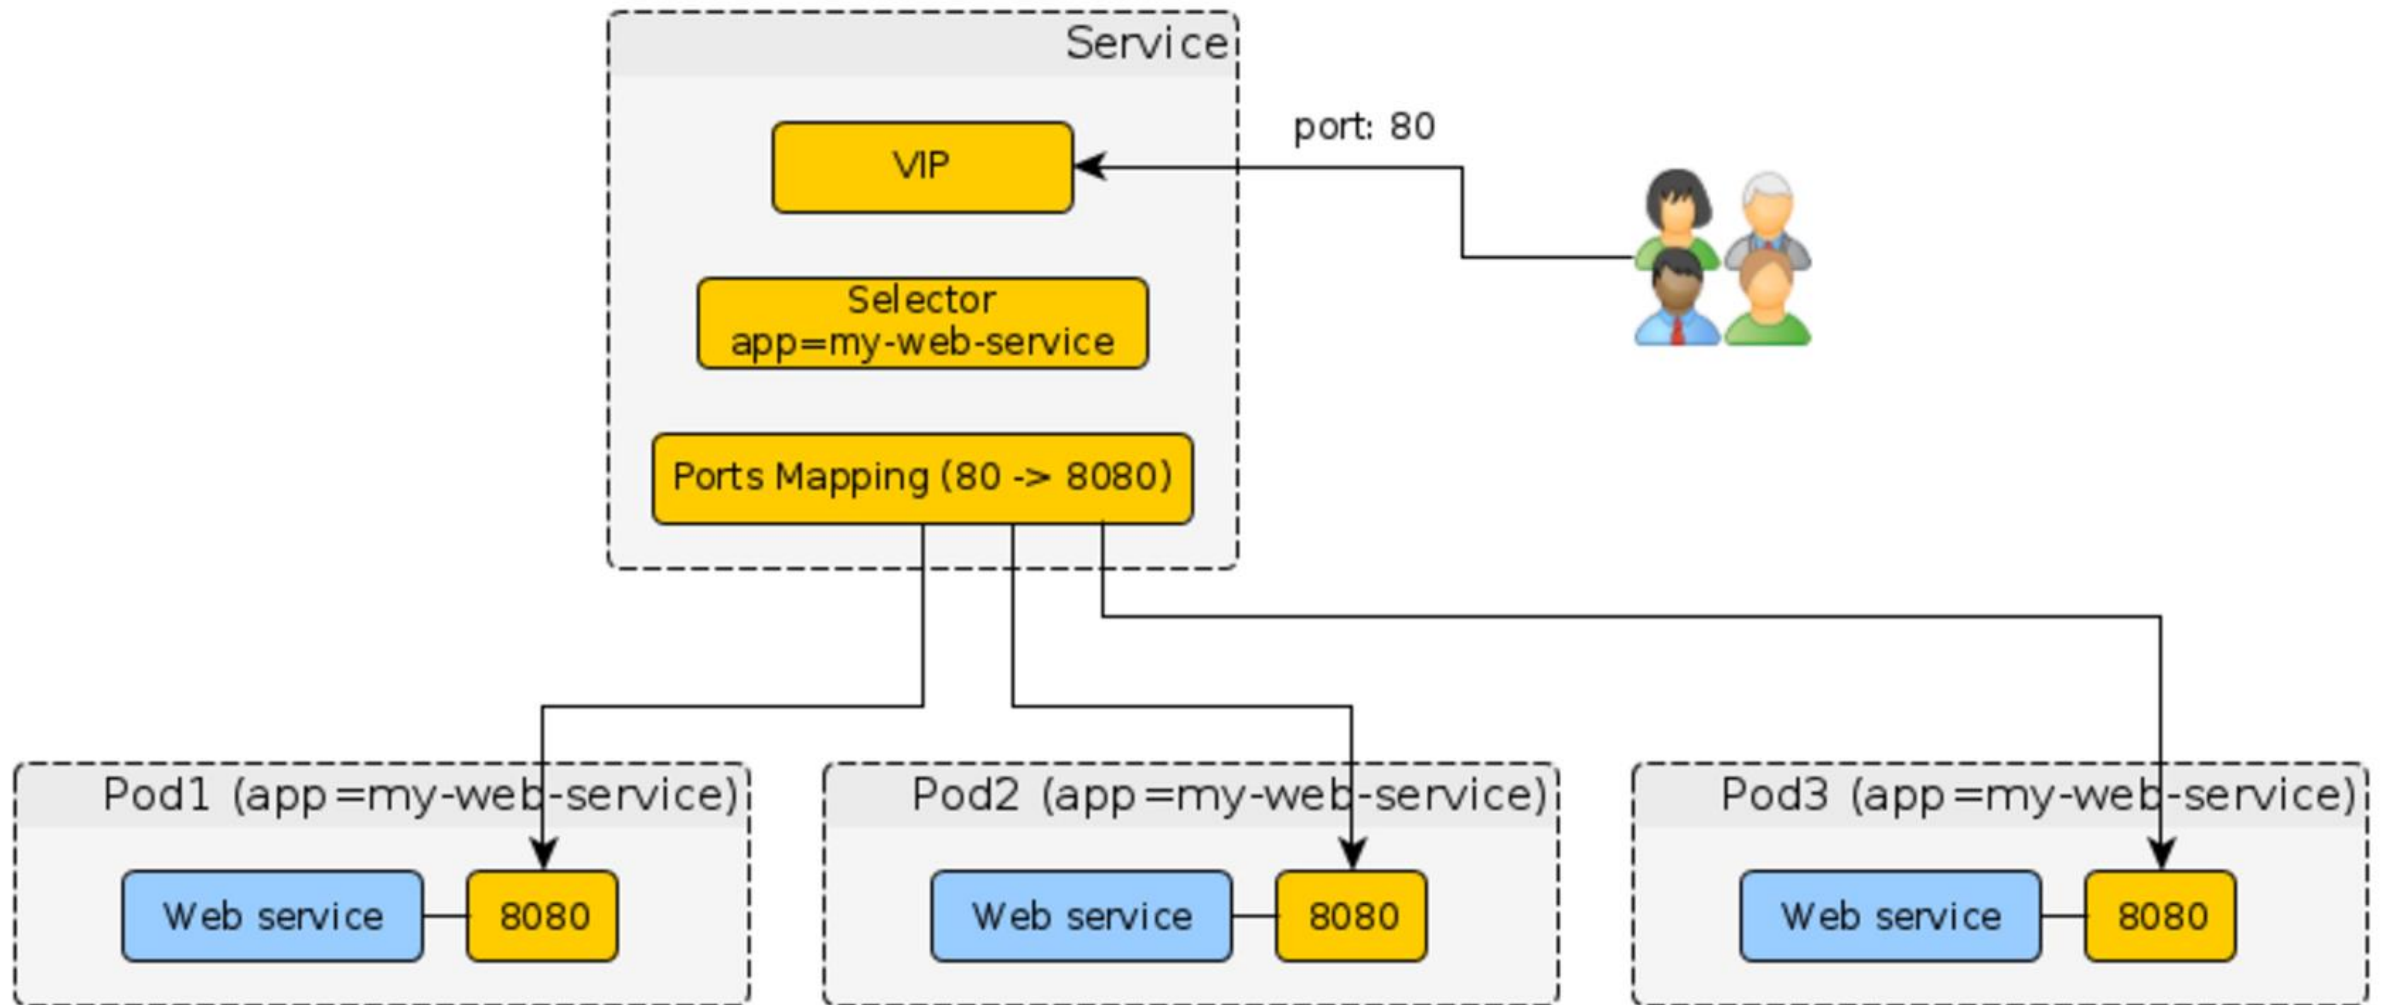 Service
port: 80
VIP
Selector
app=my-web-service
Ports Mapping (80 -> 8080)
Pod1 (app=my-web-service)
Pod2 (app=my-web-service)
Pod3 (app=my-web-service)
Web service
8080
Web service
8080
Web service
8080